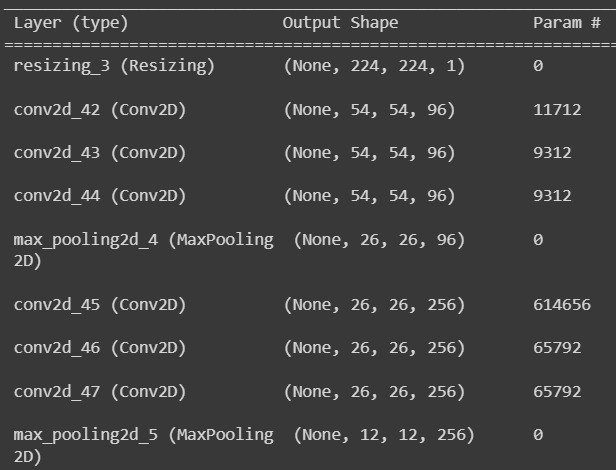 Layer (type) Output Shape Param #
=================================================================
resizing_3 (Resizing) (None, 224, 224, 1) 0
conv2d_42 (Conv2D) (None, 54, 54, 96) 11712
conv2d_43 (Conv2D) (None, 54, 54, 96) 9312
conv2d_44 (Conv2D) (None, 54, 54, 96) 9312
max_pooling2d_4 (MaxPooling (None, 26, 26, 96) 0
2D)
conv2d_45 (Conv2D) (None, 26, 26, 256) 614656
conv2d_46 (Conv2D) (None, 26, 26, 256) 65792
conv2d_47 (Conv2D) (None, 26, 26, 256) 65792
max_pooling2d_5 (MaxPooling (None, 12, 12, 256) 0
2D)